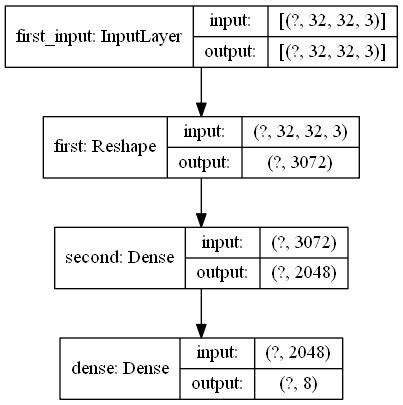 first_input: InputLayer
input: [(?, 32, 32, 3)]
output: [(?, 32, 32, 3)]
first: Reshape
input: (?, 32, 32, 3)
output: (?, 3072)
second: Dense
input: (?, 3072)
output: (?, 2048)
dense: Dense
input: (?, 2048)
output: (?, 8)